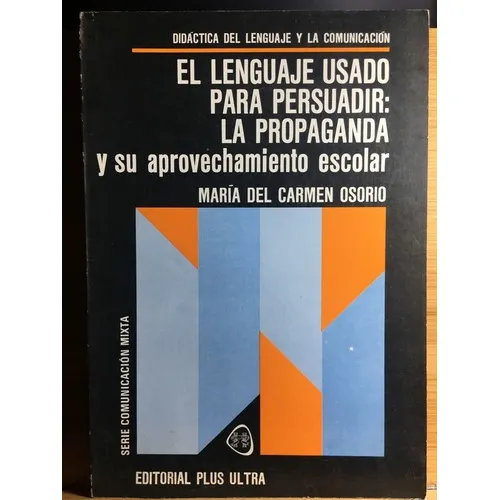 DIDÁCTICA DEL LENGUAJE Y LA COMUNICACIÓN
EL LENGUAJE USADO
PARA PERSUADIR:
LA PROPAGANDA
y su aprovechamiento escolar
MARÍA DEL CARMEN OSORIO
SERIE COMUNICACIÓN MIXTA
EDITORIAL PLUS ULTRA